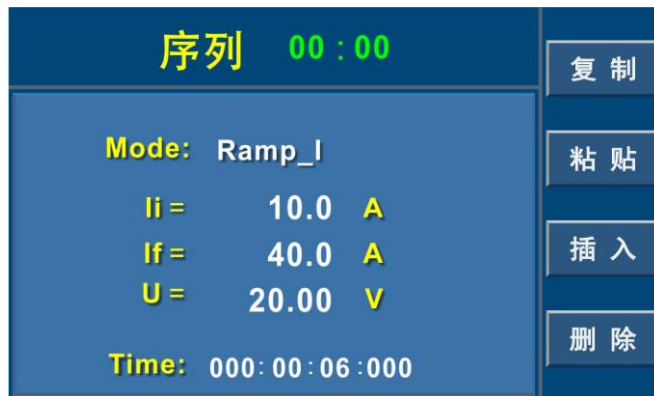 序列 00:00
复制
粘贴
插入
删除
Mode: Ramp_I
Ii = 10.0 A
If = 40.0 A
U = 20.00 V
Time: 000:00:06:000